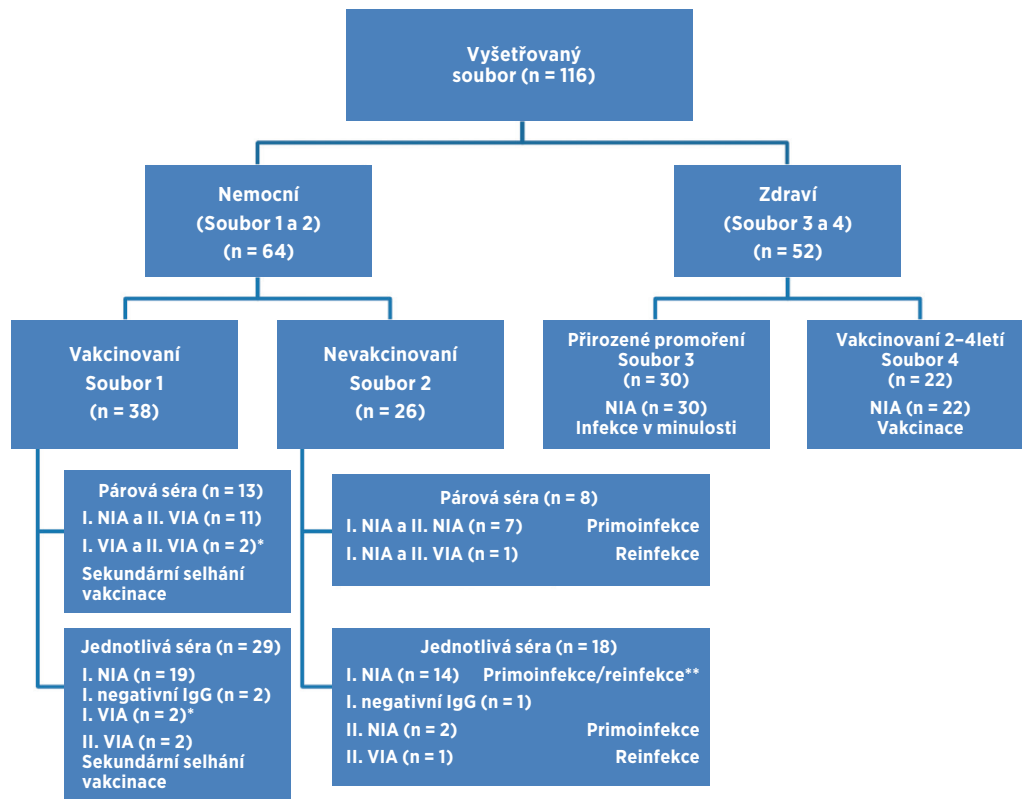 Vyšetřovaný
soubor (n = 116)
Nemocní
(Soubor 1 a 2)
(n = 64)
Zdraví
(Soubor 3 a 4)
(n = 52)
Vakcinovaní
Soubor 1
(n = 38)
Nevakcinovaní
Soubor 2
(n = 26)
Přirozené promoření
Soubor 3
(n = 30)
NIA (n = 30)
Infekce v minulosti
Vakcinovaní 2–4letí
Soubor 4
(n = 22)
NIA (n = 22)
Vakcinace
Párová séra (n = 13)
I. NIA a II. VIA (n = 11)
I. VIA a II. VIA (n = 2)*
Sekundární selhání
vakcinace
Párová séra (n = 8)
I. NIA a II. NIA (n = 7) Primoinfekce
I. NIA a II. VIA (n = 1) Reinfekce
Jednotlivá séra (n = 29)
I. NIA (n = 19)
I. negativní IgG (n = 2)
I. VIA (n = 2)*
II. VIA (n = 2)
Sekundární selhání
vakcinace
Jednotlivá séra (n = 18)
I. NIA (n = 14) Primoinfekce/reinfekce**
I. negativní IgG (n = 1)
II. NIA (n = 2) Primoinfekce
II. VIA (n = 1) Reinfekce